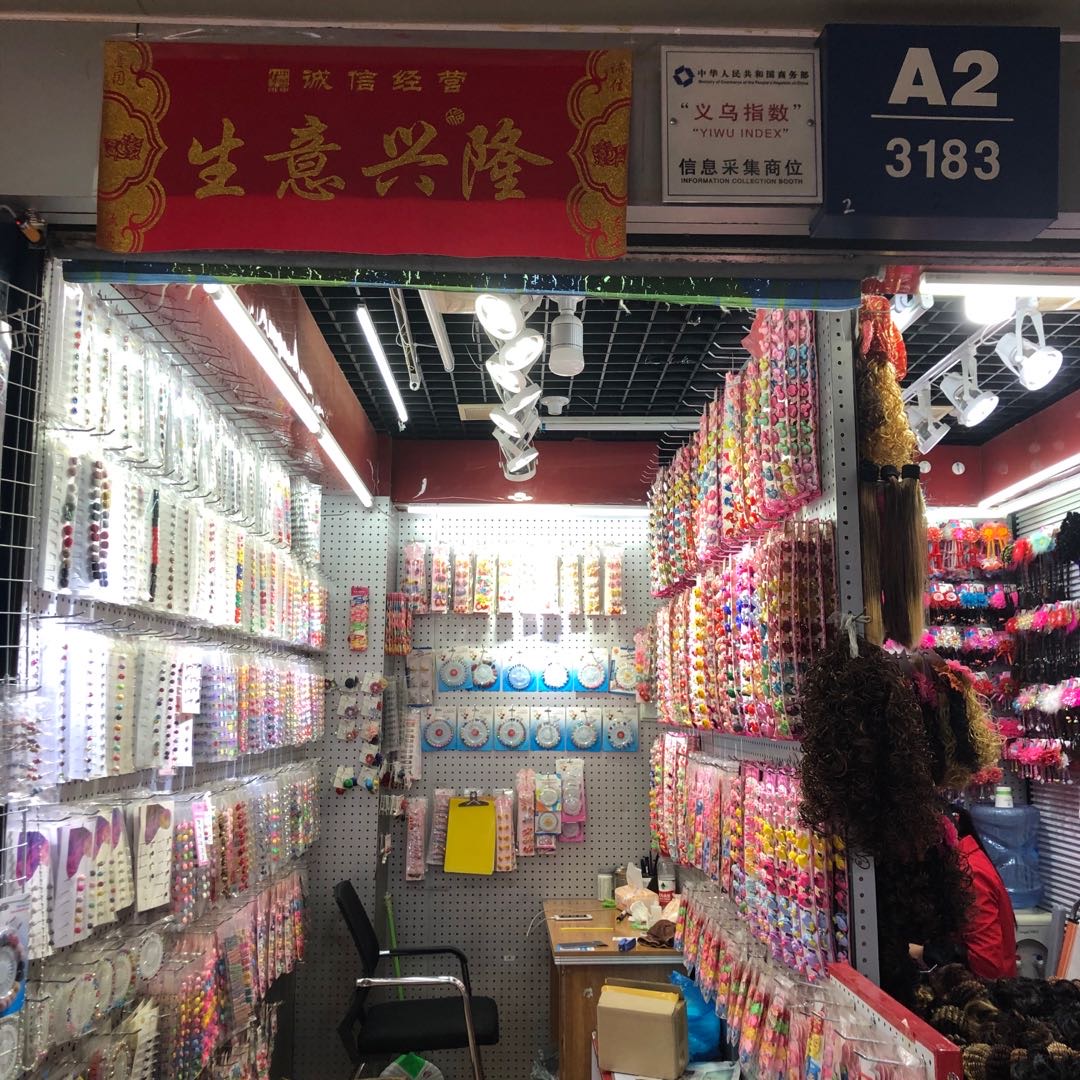 诚信经营
生意兴隆
中华人民共和国商务部
Ministry of Commerce of the People's Republic of China
“义乌指数”
“YIWU INDEX”
信息采集商位
INFORMATION COLLECTION BOOTH
A2
3183
2